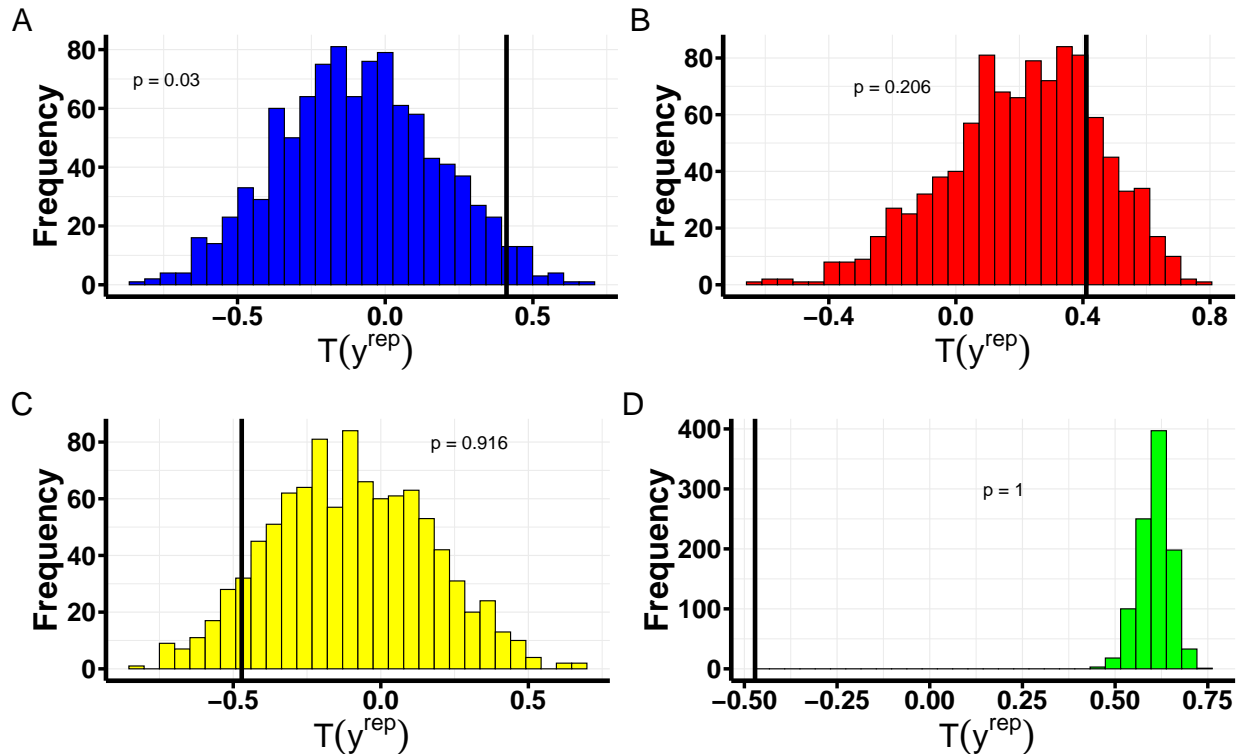 A
80
60
40
20
0
Frequency
p = 0.03
−0.5 0.0 0.5
T(y^rep)
B
80
60
40
20
0
Frequency
p = 0.206
−0.4 0.0 0.4 0.8
T(y^rep)
C
80
60
40
20
0
Frequency
p = 0.916
−0.5 0.0 0.5
T(y^rep)
D
400
300
200
100
0
Frequency
p = 1
−0.50 −0.25 0.00 0.25 0.50 0.75
T(y^rep)